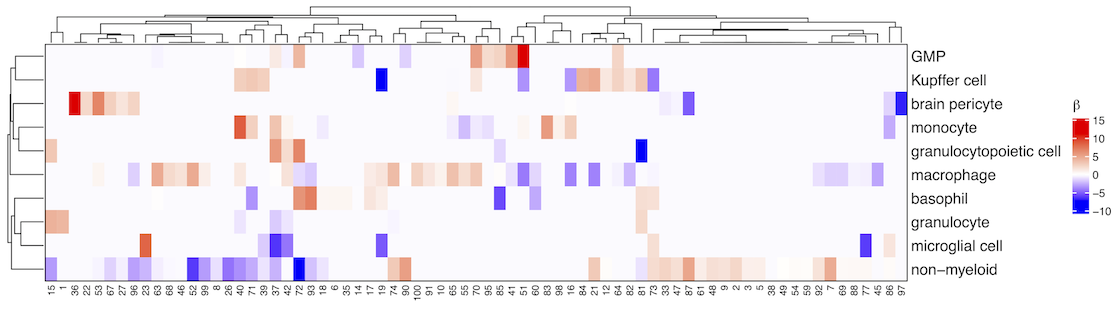 GMP
Kupffer cell
brain pericyte
monocyte
granulocytopoietic cell
macrophage
basophil
granulocyte
microglial cell
non−myeloid
β
15
10
5
0
−5
−10
15 1 36 22 53 67 27 96 23 63 68 46 52 99 8 26 40 71 39 37 42 72 93 18 6 35 14 17 19 74 90 100 91 10 65 55 70 95 85 41 51 60 83 98 16 84 21 12 64 82 81 73 33 47 87 61 48 9 2 3 5 38 49 54 59 92 7 69 88 77 45 86 97